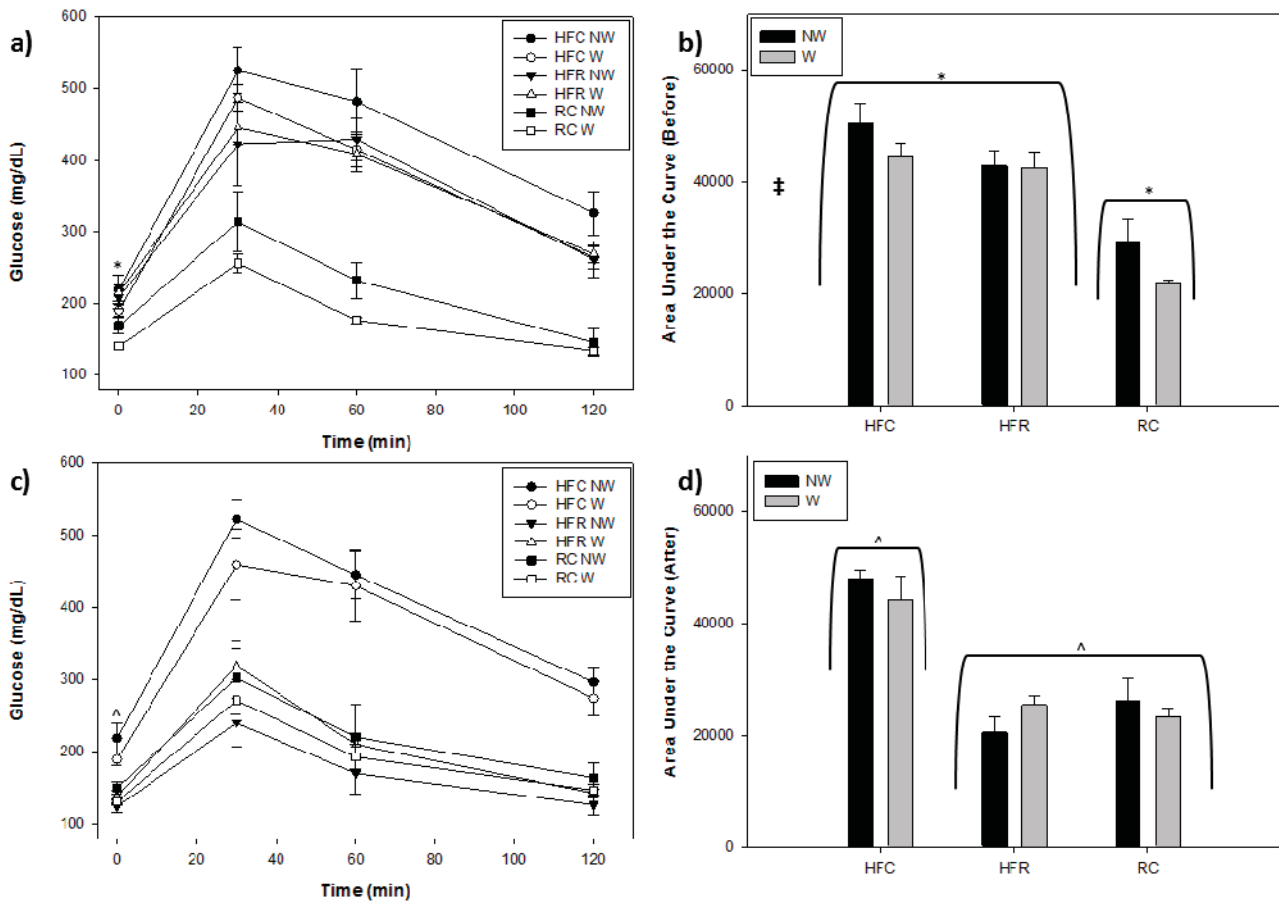 a)
HFC NW
HFC W
HFR NW
HFR W
RC NW
RC W
600
500
400
300
200
100
Glucose (mg/dL)
*
0 20 40 60 80 100 120
Time (min)
b)
NW
W
60000
40000
20000
0
Area Under the Curve (Before)
*
‡
*
HFC HFR RC
c)
HFC NW
HFC W
HFR NW
HFR W
RC NW
RC W
600
500
400
300
200
100
Glucose (mg/dL)
^
0 20 40 60 80 100 120
Time (min)
d)
NW
W
60000
40000
20000
0
Area Under the Curve (After)
^
^
HFC HFR RC